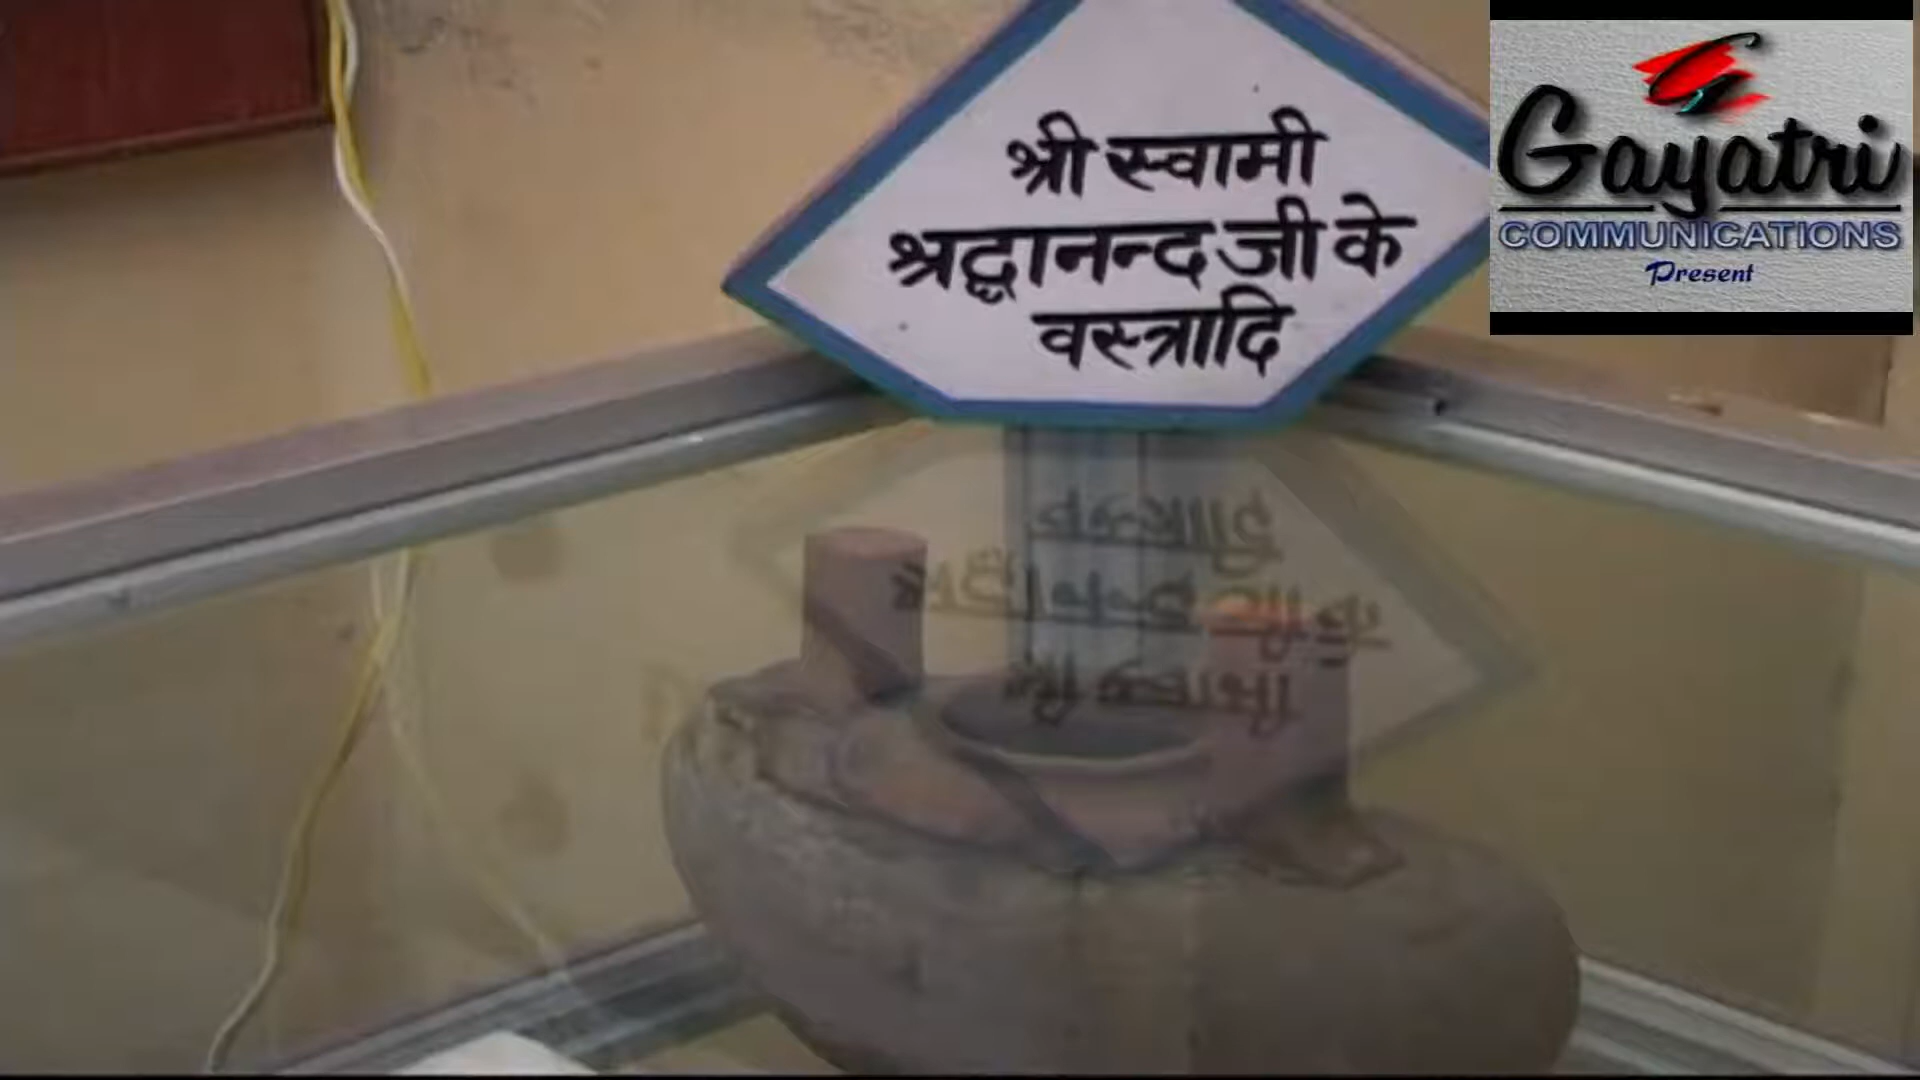 श्री स्वामी
श्रद्धानन्द जी के
वस्त्रादि
Gayatri
COMMUNICATIONS
Present